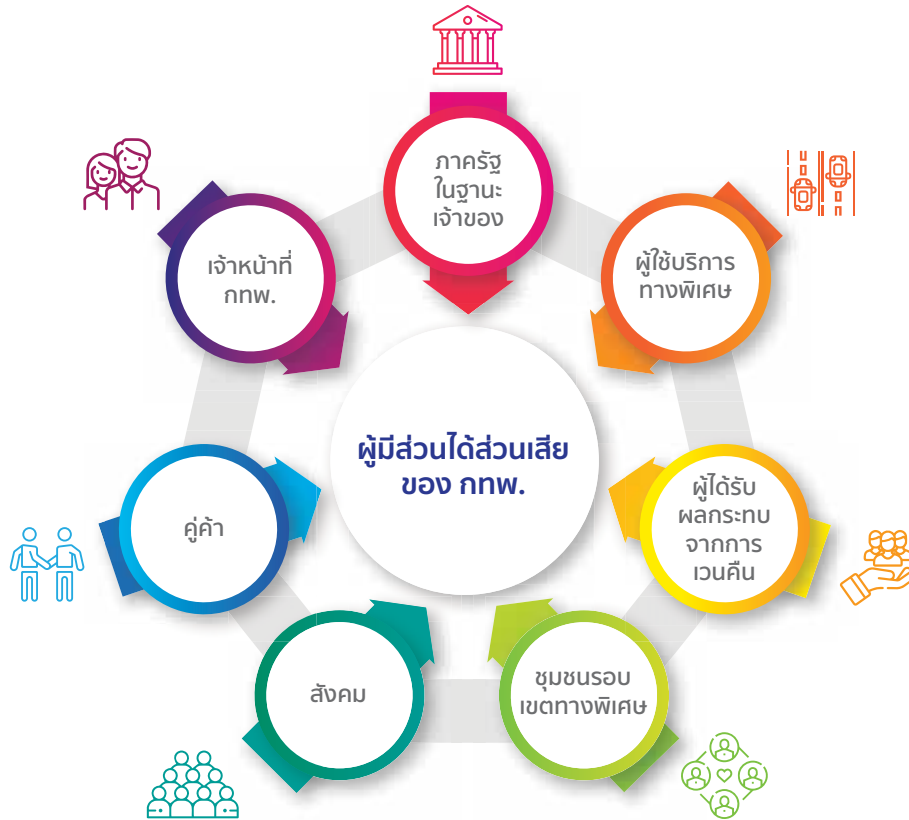 ภาครัฐ
ในฐานะ
เจ้าของ
ผู้ใช้บริการ
ทางพิเศษ
ผู้ได้รับ
ผลกระทบ
จากการ
เวนคืน
ชุมชนรอบ
เขตทางพิเศษ
สังคม
คู่ค้า
เจ้าหน้าที่
กทพ.
ผู้มีส่วนได้ส่วนเสีย
ของ กทพ.